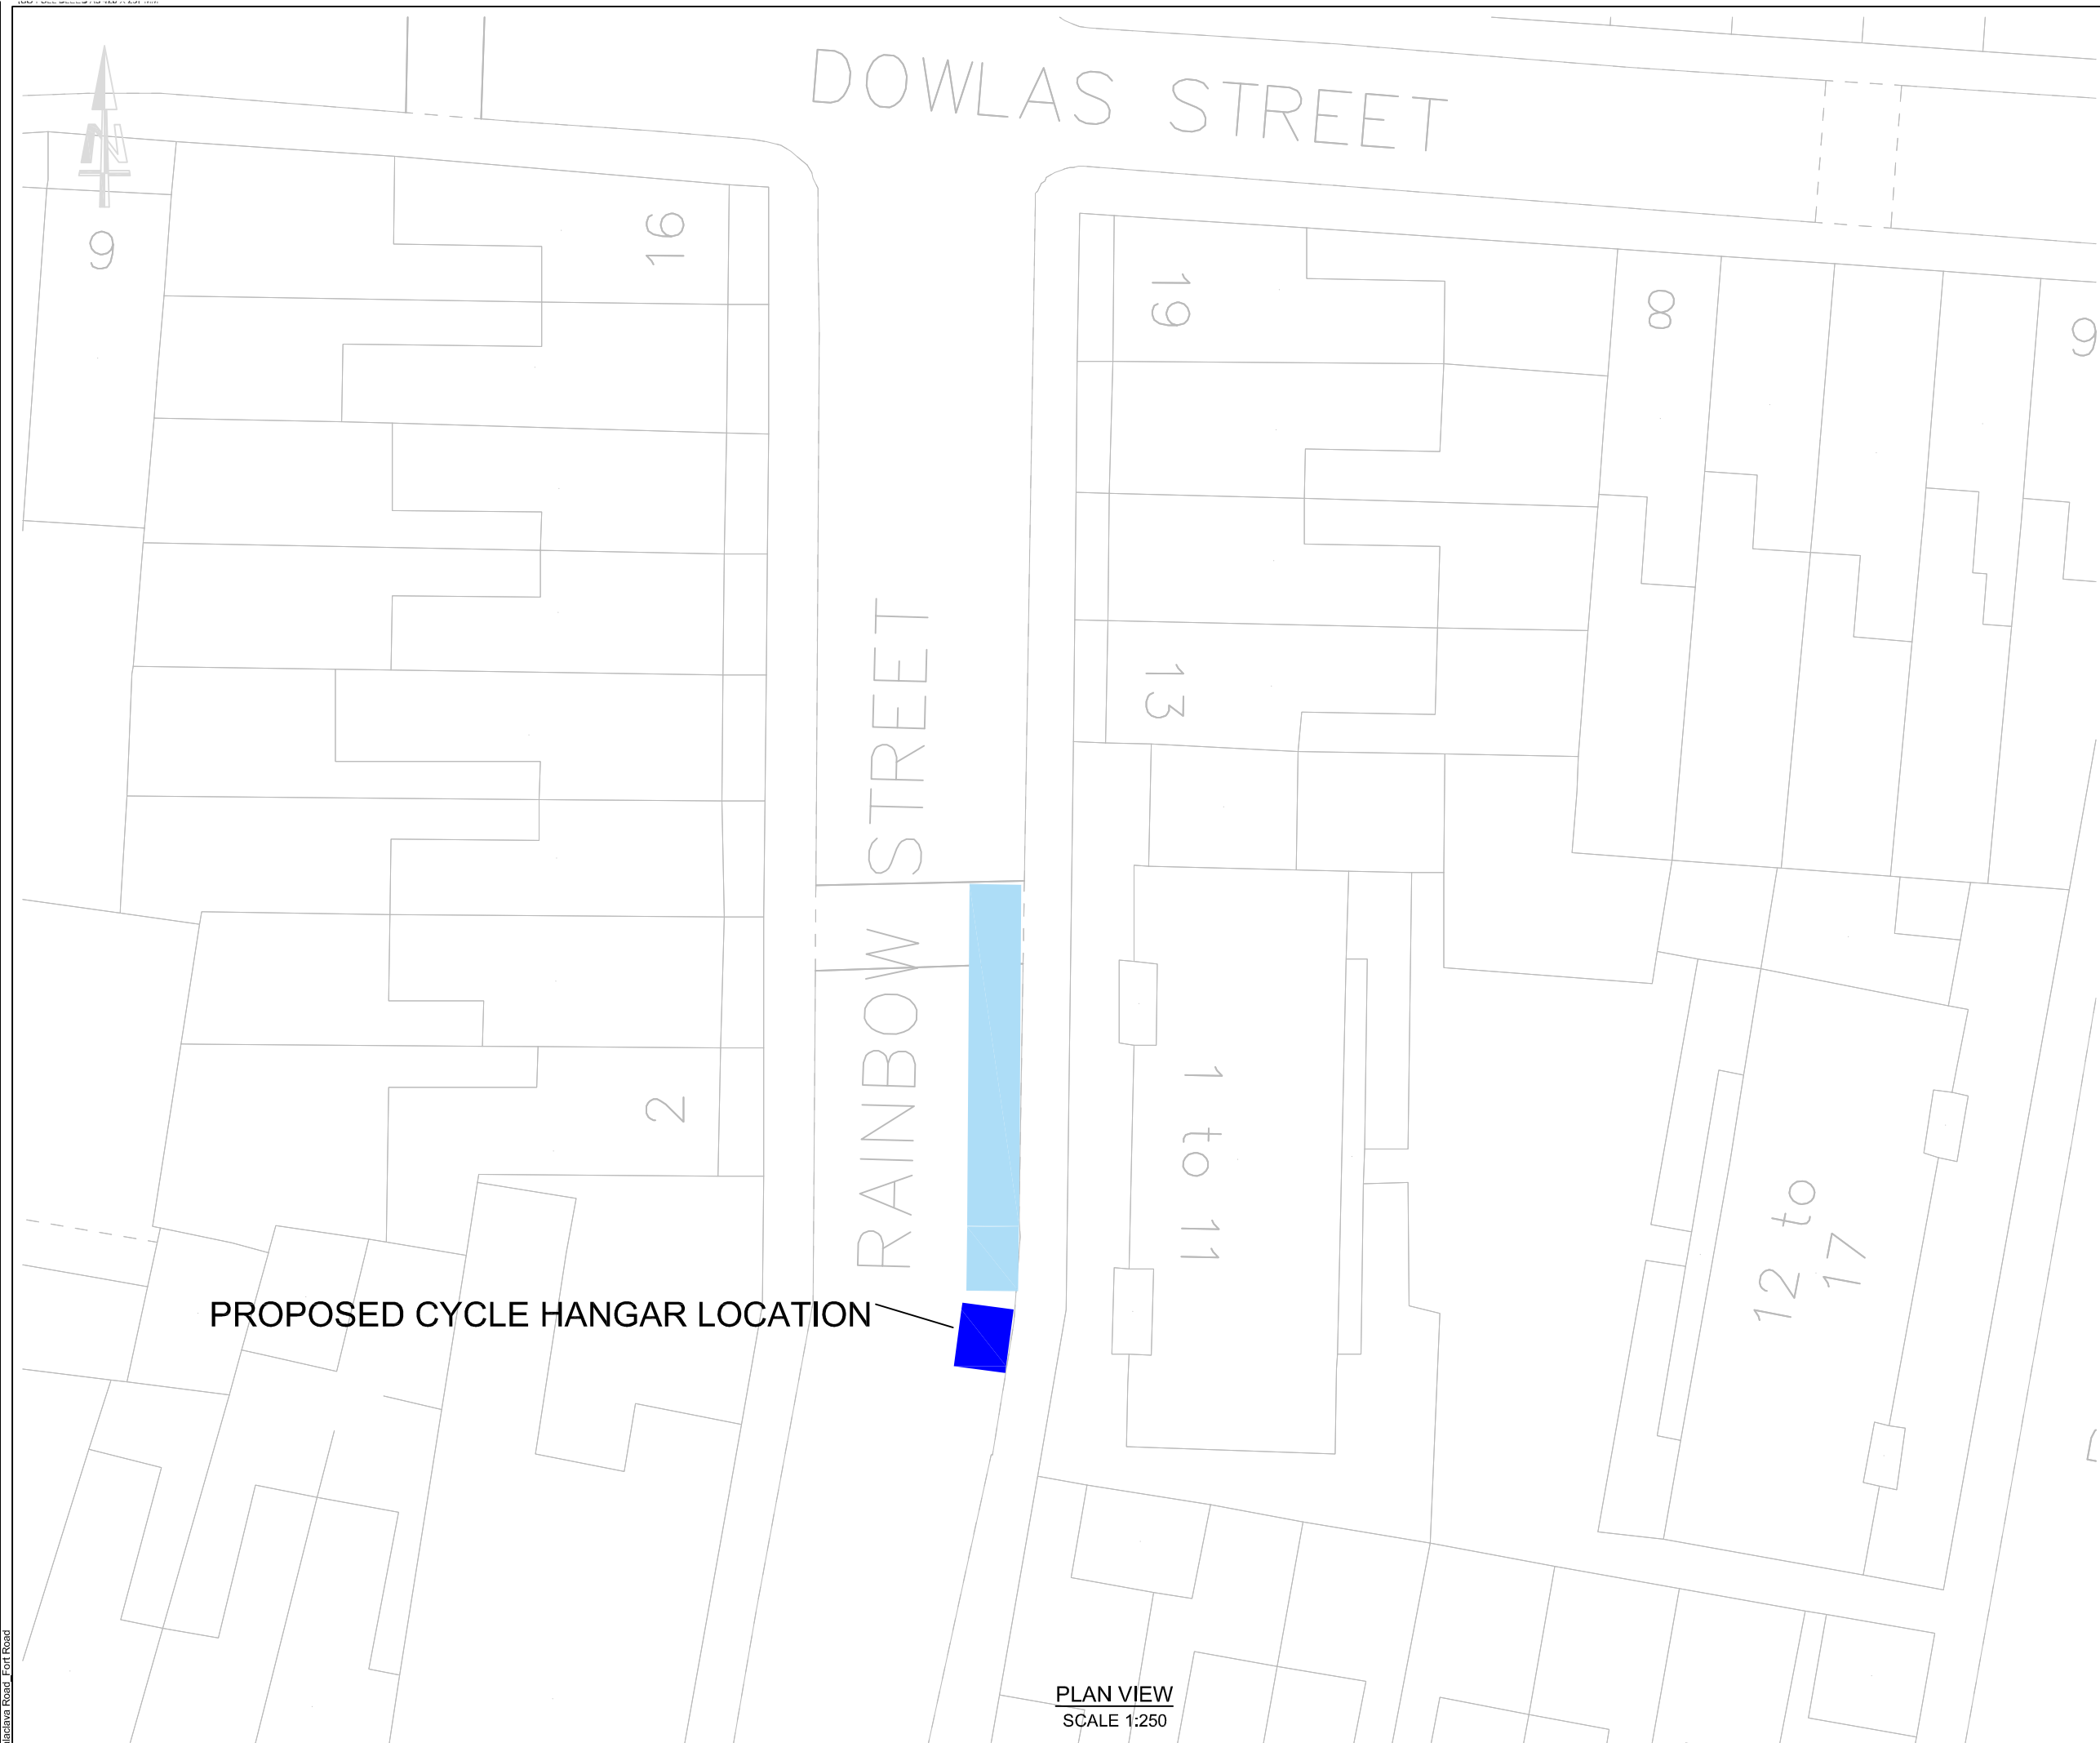 DOWLAS STREET
N
9
16
19
8
9
13
RAINBOW STREET
2
1 to 11
12 to
17
PROPOSED CYCLE HANGAR LOCATION
PLAN VIEW
SCALE 1:250
Road_Fort Road